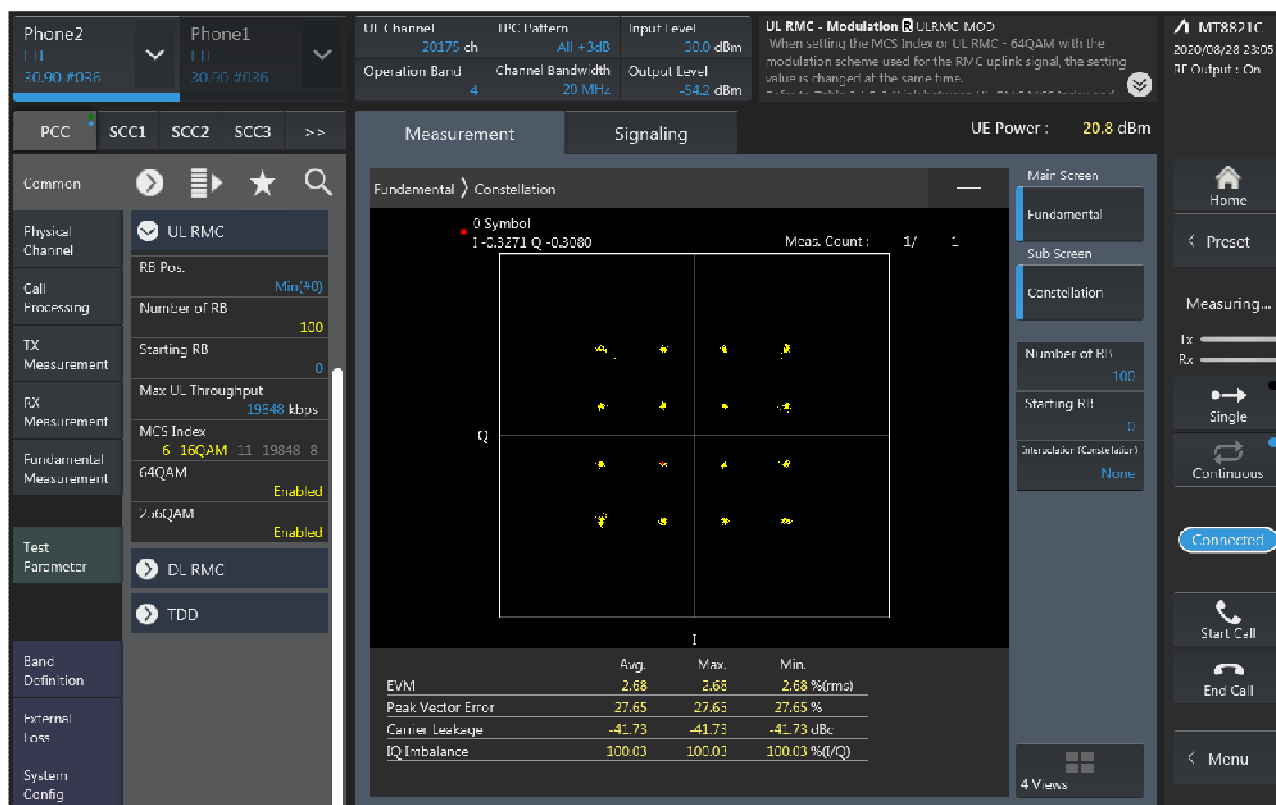 Phone2
30.90 #036
Phone1
30.90 #036
UL Channel
20175 ch
TPC Pattern
All +3dB
Input Level
30.0 dBm
Operation Band
4
Channel Bandwidth
20 MHz
Output Level
-54.2 dBm
UL RMC - Modulation R ULRMC_MOD
When setting the MCS Index or UL RMC - 64QAM with the
modulation scheme used for the RMC uplink signal, the setting
value is changed at the same time.
MT8821C
2020/08/28 23:05
RF Output : On
PCC
SCC1
SCC2
SCC3
>>
Measurement
Signaling
UE Power : 20.8 dBm
Common
Physical
Channel
Call
Processing
TX
Measurement
RX
Measurement
Fundamental
Measurement
Test
Parameter
Band
Definition
External
Loss
System
Config
UL RMC
RB Pos.
Min(#0)
Number of RB
100
Starting RB
0
Max UL Throughput
19848 kbps
MCS Index
6 16QAM 11 19848 8
64QAM
Enabled
256QAM
Enabled
DL RMC
TDD
Fundamental 〉 Constellation
0 Symbol
I -0.3271 Q -0.3080
Meas. Count : 1/ 1
Q
I
Avg. Max. Min.
EVM 2.68 2.68 2.68 %(rms)
Peak Vector Error 27.65 27.65 27.65 %
Carrier Leakage -41.73 -41.73 -41.73 dBc
IQ Imbalance 100.03 100.03 100.03 %(I/Q)
Main Screen
Fundamental
Sub Screen
Constellation
Number of RB
100
Starting RB
0
Interpolation (Constellation)
None
4 Views
Home
Preset
Measuring...
Tx
Rx
Single
Continuous
Connected
Start Call
End Call
Menu